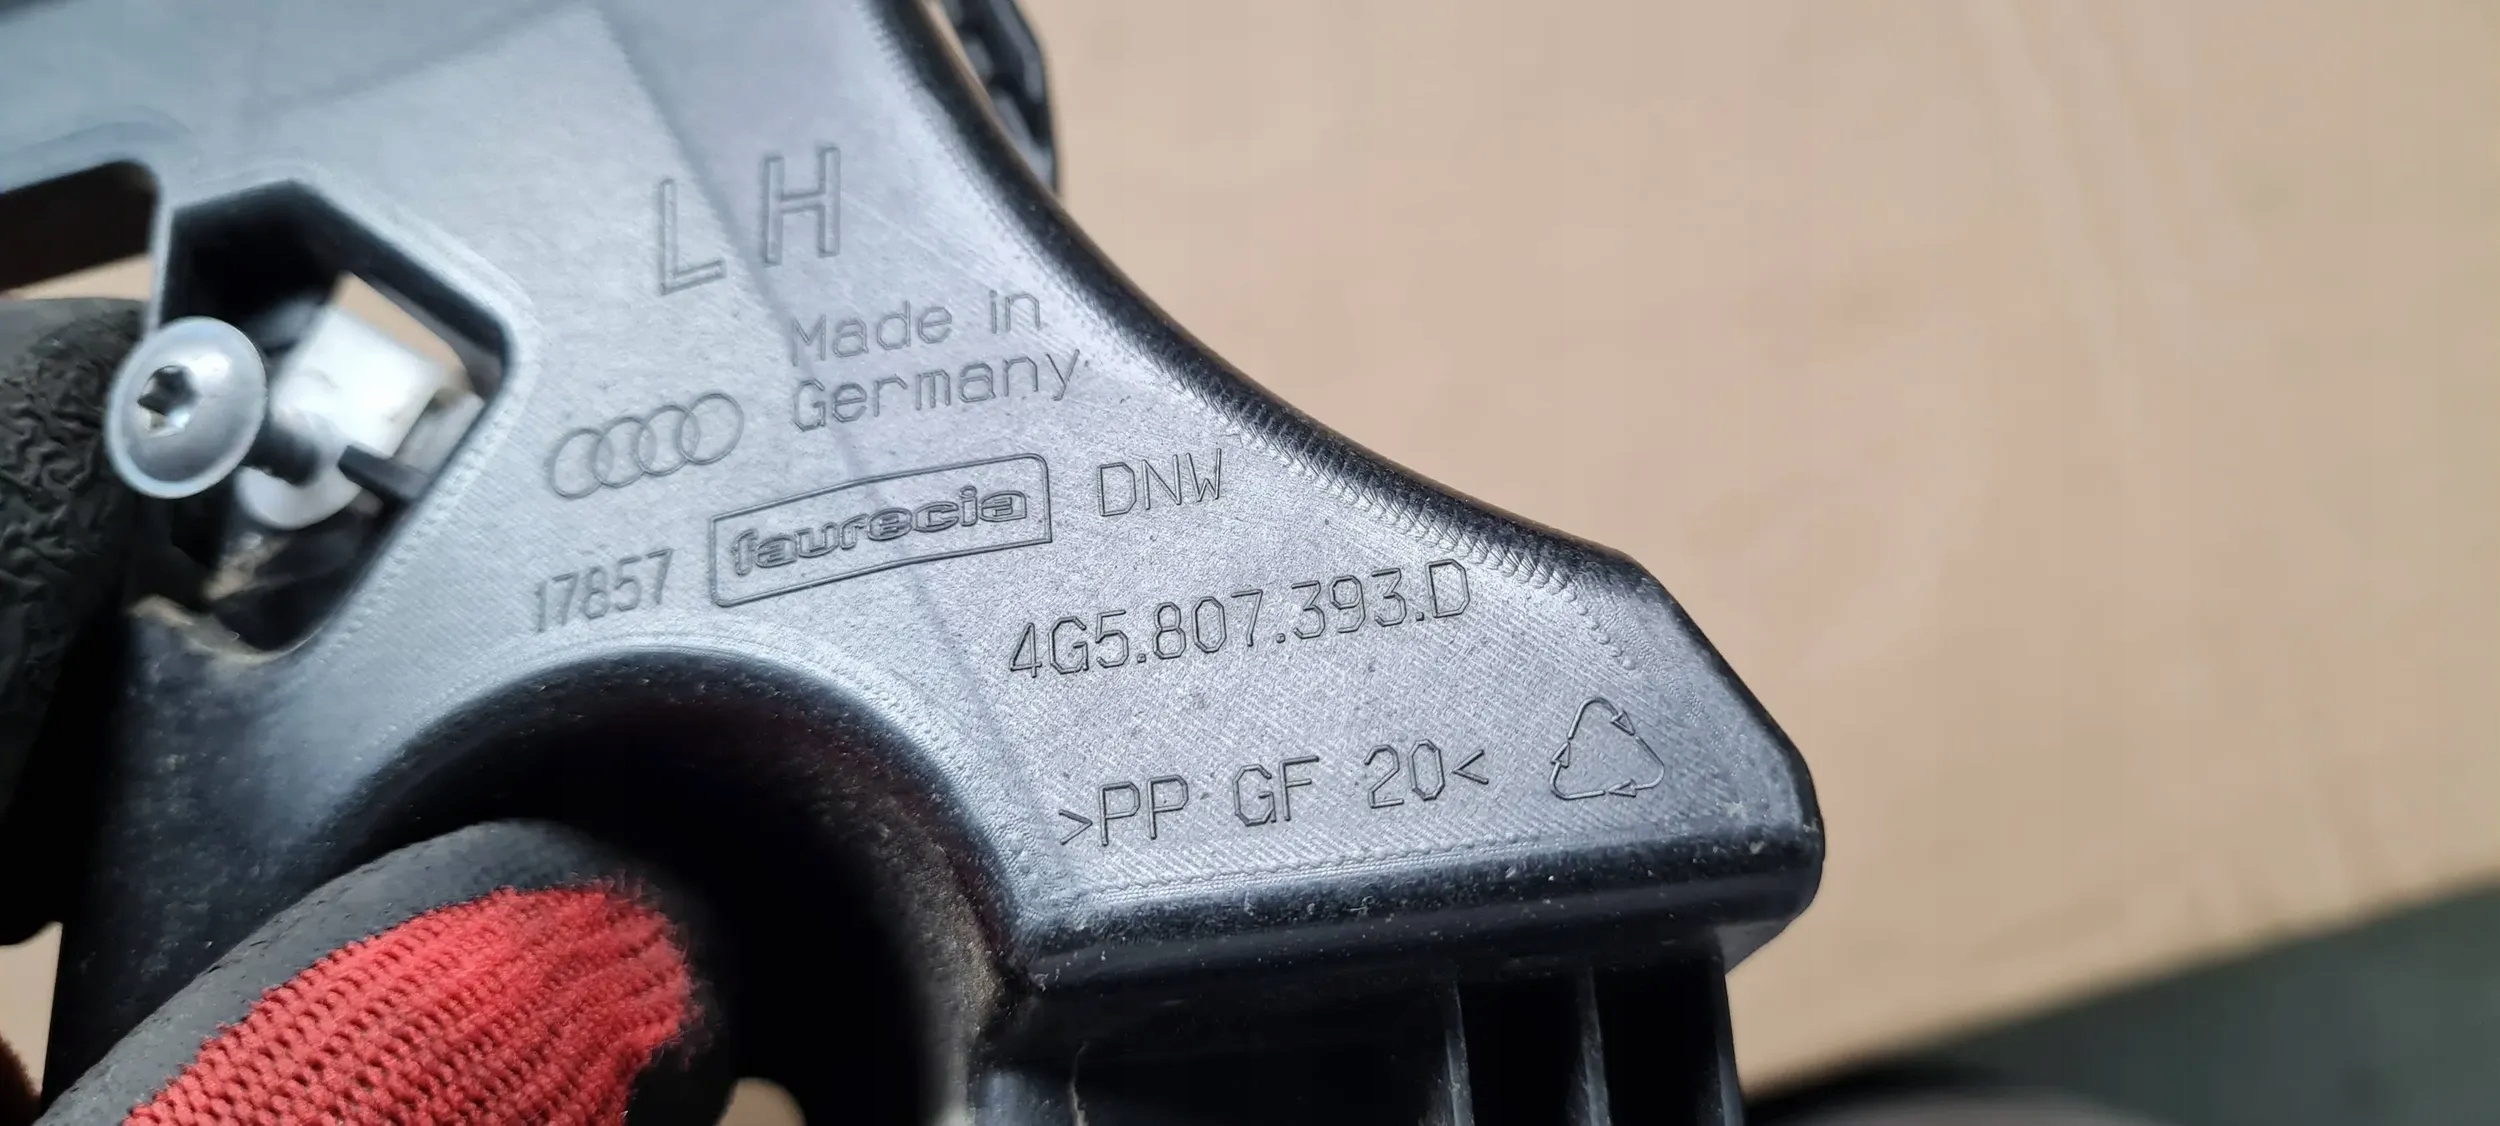 LH
Made in
Germany
faurecia DNW
17857
4G5.807.393.D
>PP GF 20<